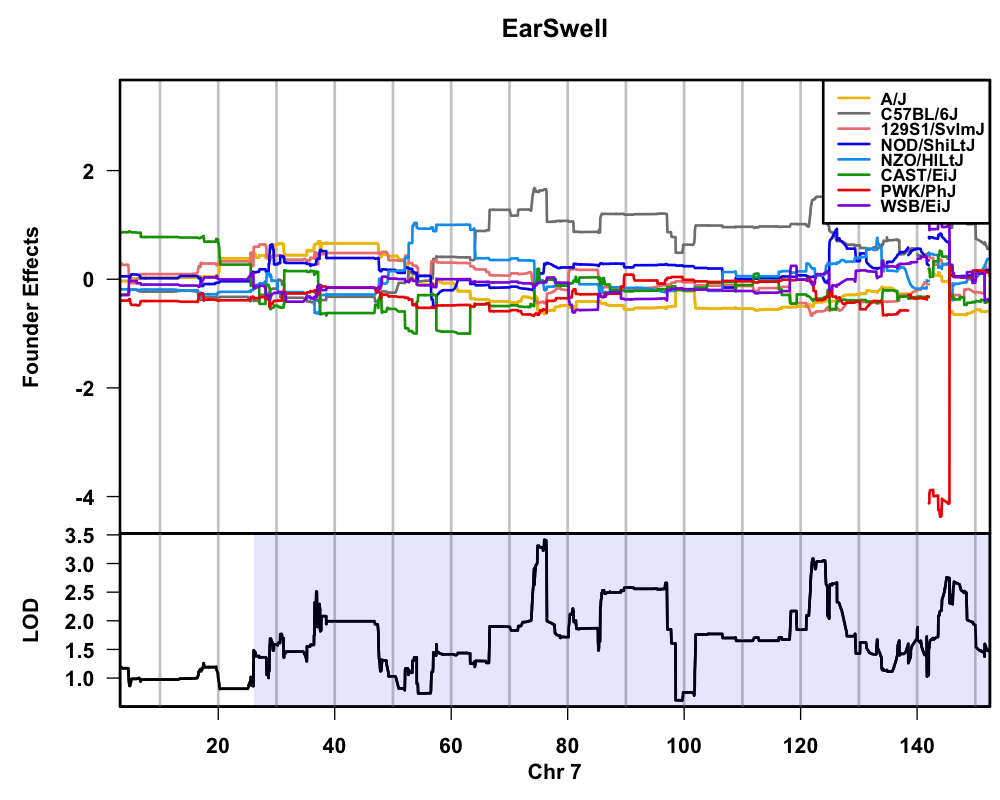 EarSwell
A/J
C57BL/6J
129S1/SvImJ
NOD/ShiLtJ
NZO/HlLtJ
CAST/EiJ
PWK/PhJ
WSB/EiJ
Founder Effects
2
0
-2
-4
LOD
3.5
3.0
2.5
2.0
1.5
1.0
20 40 60 80 100 120 140
Chr 7